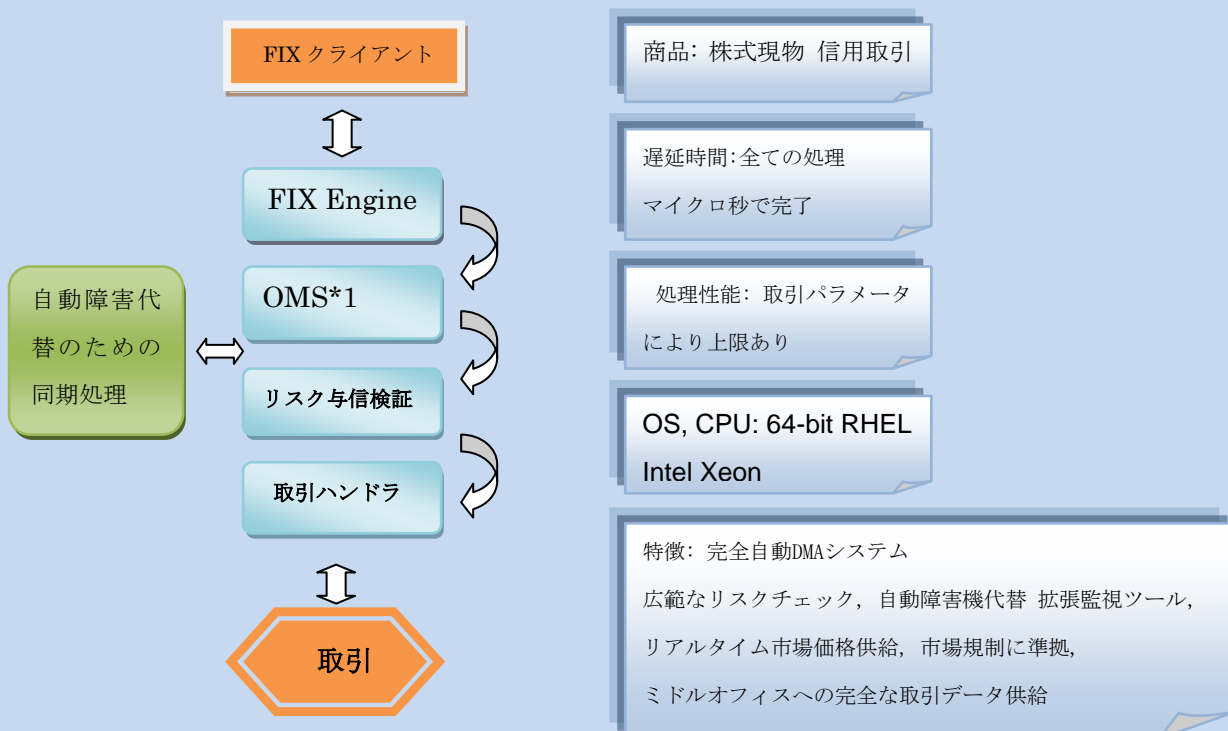 FIX クライアント
FIX Engine
OMS*1
リスク与信検証
取引ハンドラ
取引
自動障害代
替のための
同期処理
商品: 株式現物 信用取引
遅延時間:全ての処理
マイクロ秒で完了
処理性能: 取引パラメータ
により上限あり
OS, CPU: 64-bit RHEL
Intel Xeon
特徴: 完全自動DMAシステム
広範なリスクチェック, 自動障害機代替 拡張監視ツール,
リアルタイム市場価格供給, 市場規制に準拠,
ミドルオフィスへの完全な取引データ供給